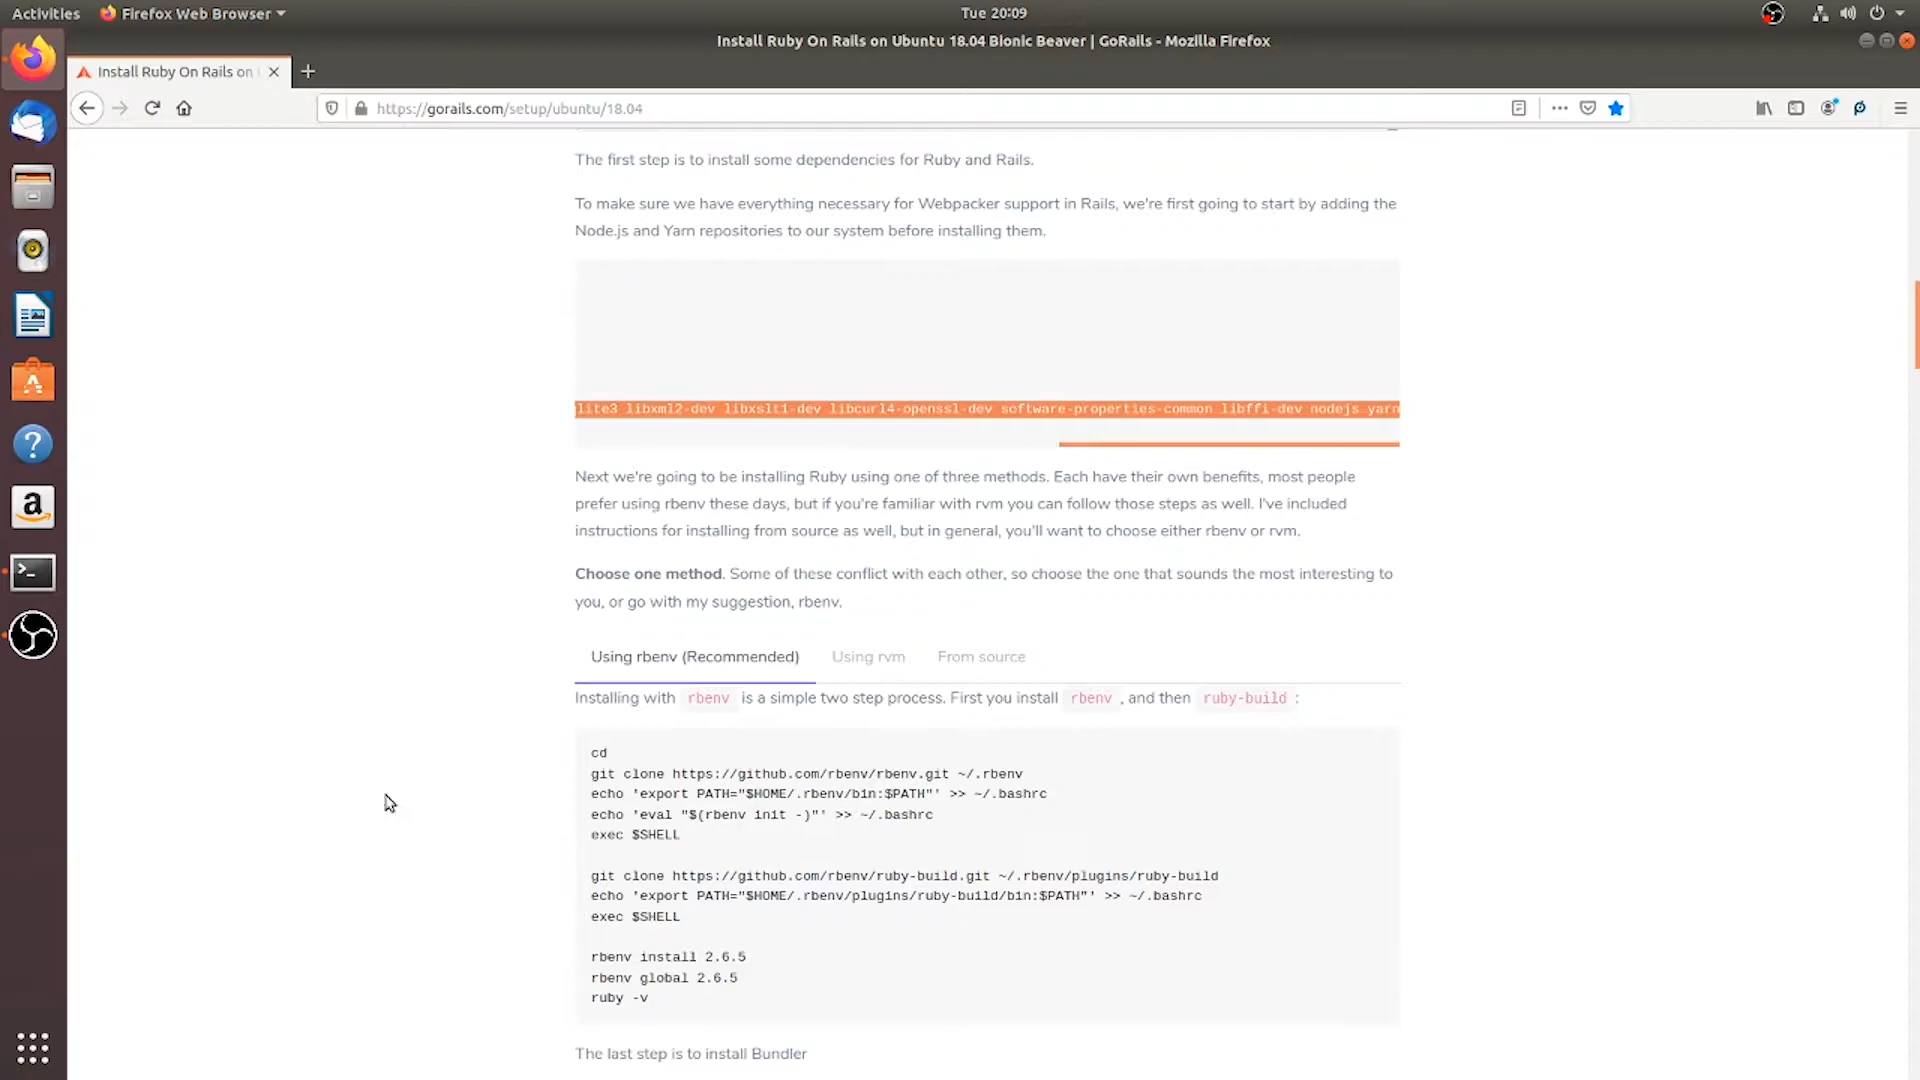 Activities
Firefox Web Browser
Tue 20:09
Install Ruby On Rails on Ubuntu 18.04 Bionic Beaver | GoRails - Mozilla Firefox
Install Ruby On Rails on
https://gorails.com/setup/ubuntu/18.04
The first step is to install some dependencies for Ruby and Rails.
To make sure we have everything necessary for Webpacker support in Rails, we're first going to start by adding the
Node.js and Yarn repositories to our system before installing them.
lite3 libxml2-dev libxslt1-dev libcurl4-openssl-dev software-properties-common libffi-dev nodejs yarn
Next we're going to be installing Ruby using one of three methods. Each have their own benefits, most people
prefer using rbenv these days, but if you're familiar with rvm you can follow those steps as well. I've included
instructions for installing from source as well, but in general, you'll want to choose either rbenv or rvm.
Choose one method. Some of these conflict with each other, so choose the one that sounds the most interesting to
you, or go with my suggestion, rbenv.
Using rbenv (Recommended)
Using rvm
From source
Installing with rbenv is a simple two step process. First you install rbenv , and then ruby-build :
cd
git clone https://github.com/rbenv/rbenv.git ~/.rbenv
echo 'export PATH="$HOME/.rbenv/bin:$PATH"' >> ~/.bashrc
echo 'eval "$(rbenv init -)"' >> ~/.bashrc
exec $SHELL
git clone https://github.com/rbenv/ruby-build.git ~/.rbenv/plugins/ruby-build
echo 'export PATH="$HOME/.rbenv/plugins/ruby-build/bin:$PATH"' >> ~/.bashrc
exec $SHELL
rbenv install 2.6.5
rbenv global 2.6.5
ruby -v
The last step is to install Bundler